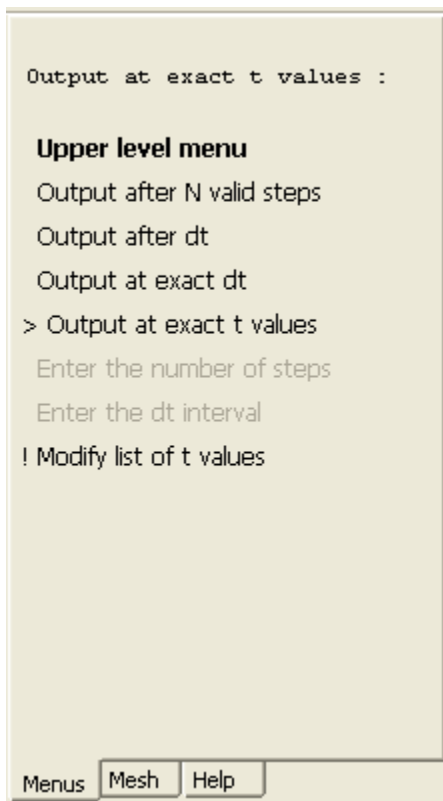 Output at exact t values :
Upper level menu
Output after N valid steps
Output after dt
Output at exact dt
> Output at exact t values
Enter the number of steps
Enter the dt interval
! Modify list of t values
Menus Mesh Help